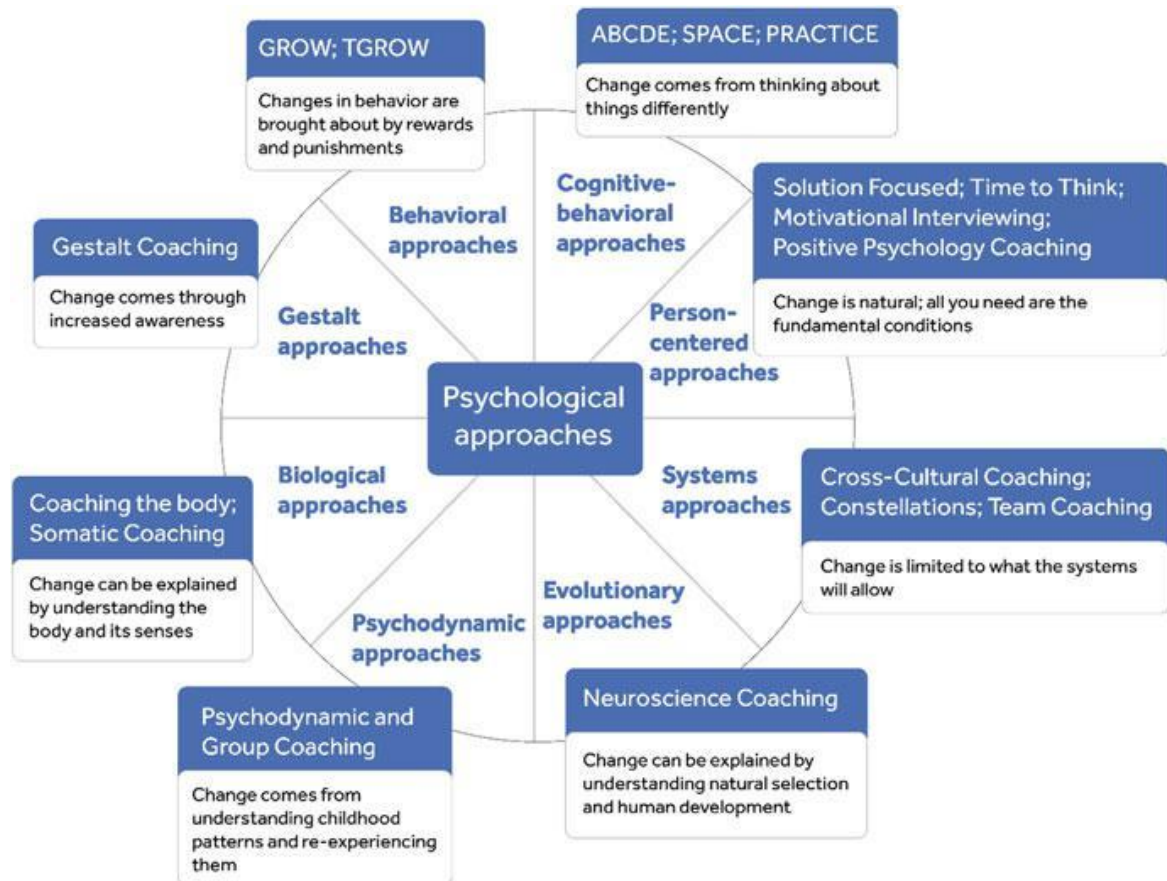 GROW; TGROW
Changes in behavior are
brought about by rewards
and punishments
ABCDE; SPACE; PRACTICE
Change comes from thinking about
things differently
Solution Focused; Time to Think;
Motivational Interviewing;
Positive Psychology Coaching
Change is natural; all you need are the
fundamental conditions
Gestalt Coaching
Change comes through
increased awareness
Behavioral
approaches
Cognitive-
behavioral
approaches
Gestalt
approaches
Person-
centered
approaches
Psychological
approaches
Biological
approaches
Systems
approaches
Psychodynamic
approaches
Evolutionary
approaches
Coaching the body;
Somatic Coaching
Change can be explained
by understanding the
body and its senses
Cross-Cultural Coaching;
Constellations; Team Coaching
Change is limited to what the systems
will allow
Psychodynamic and
Group Coaching
Change comes from
understanding childhood
patterns and re-experiencing
them
Neuroscience Coaching
Change can be explained by
understanding natural selection
and human development